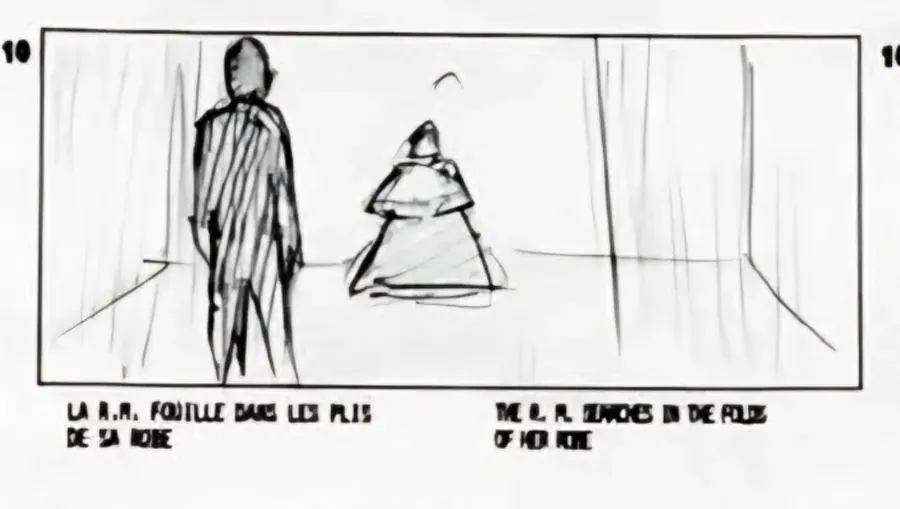 10
LA R.M. FOUILLE DANS LES PLIS
DE SA ROBE
THE R. M. SEARCHES IN THE FOLDS
OF HER ROBE